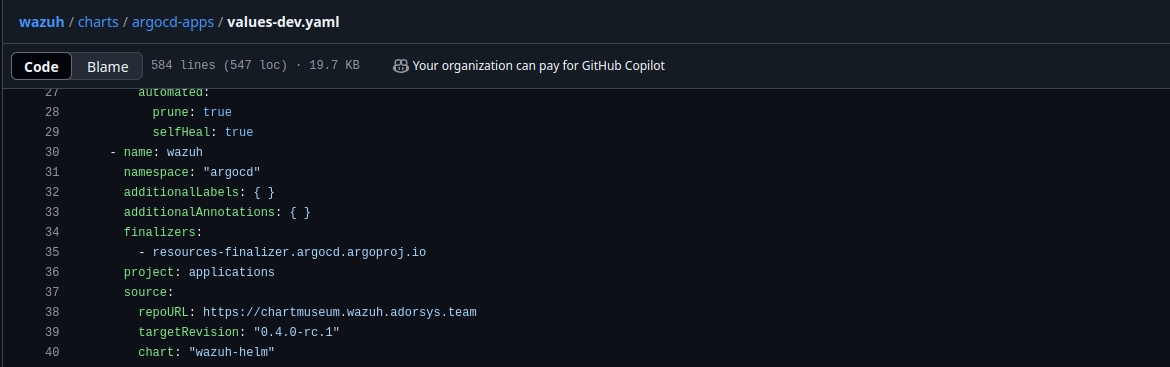 wazuh / charts / argocd-apps / values-dev.yaml
Code Blame 584 lines (547 loc) · 19.7 KB Your organization can pay for GitHub Copilot
27 automated:
28 prune: true
29 selfHeal: true
30 - name: wazuh
31 namespace: "argocd"
32 additionalLabels: { }
33 additionalAnnotations: { }
34 finalizers:
35 - resources-finalizer.argocd.argoproj.io
36 project: applications
37 source:
38 repoURL: https://chartmuseum.wazuh.adorsys.team
39 targetRevision: "0.4.0-rc.1"
40 chart: "wazuh-helm"